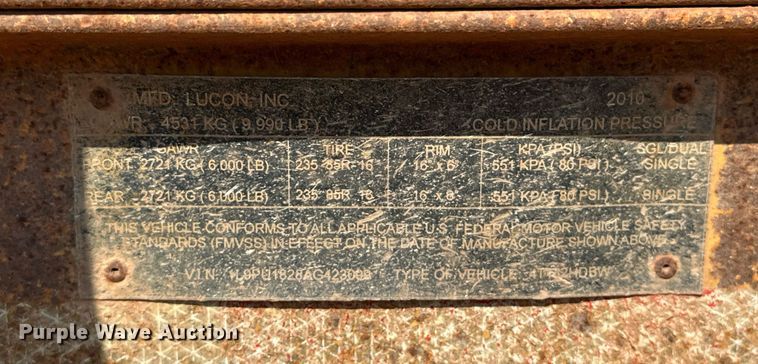 MFD. LUCON, INC. 2010
GVWR 4531 KG ( 9,990 LB ) COLD INFLATION PRESSURE
GAWR TIRE RIM KPA (PSI) SGL/DUAL
FRONT 2721 KG ( 6,000 LB) 235 85R 16 16" x 6" 551 KPA ( 80 PSI ) SINGLE
REAR 2721 KG ( 6,000 LB) 235 85R 16 16" x 6" 551 KPA ( 80 PSI ) SINGLE
THIS VEHICLE CONFORMS TO ALL APPLICABLE U.S. FEDERAL MOTOR VEHICLE SAFETY
STANDARDS (FMVSS) IN EFFECT ON THE DATE OF MANUFACTURE SHOWN ABOVE.
V.I.N. TYPE OF VEHICLE
Purple Wave Auction